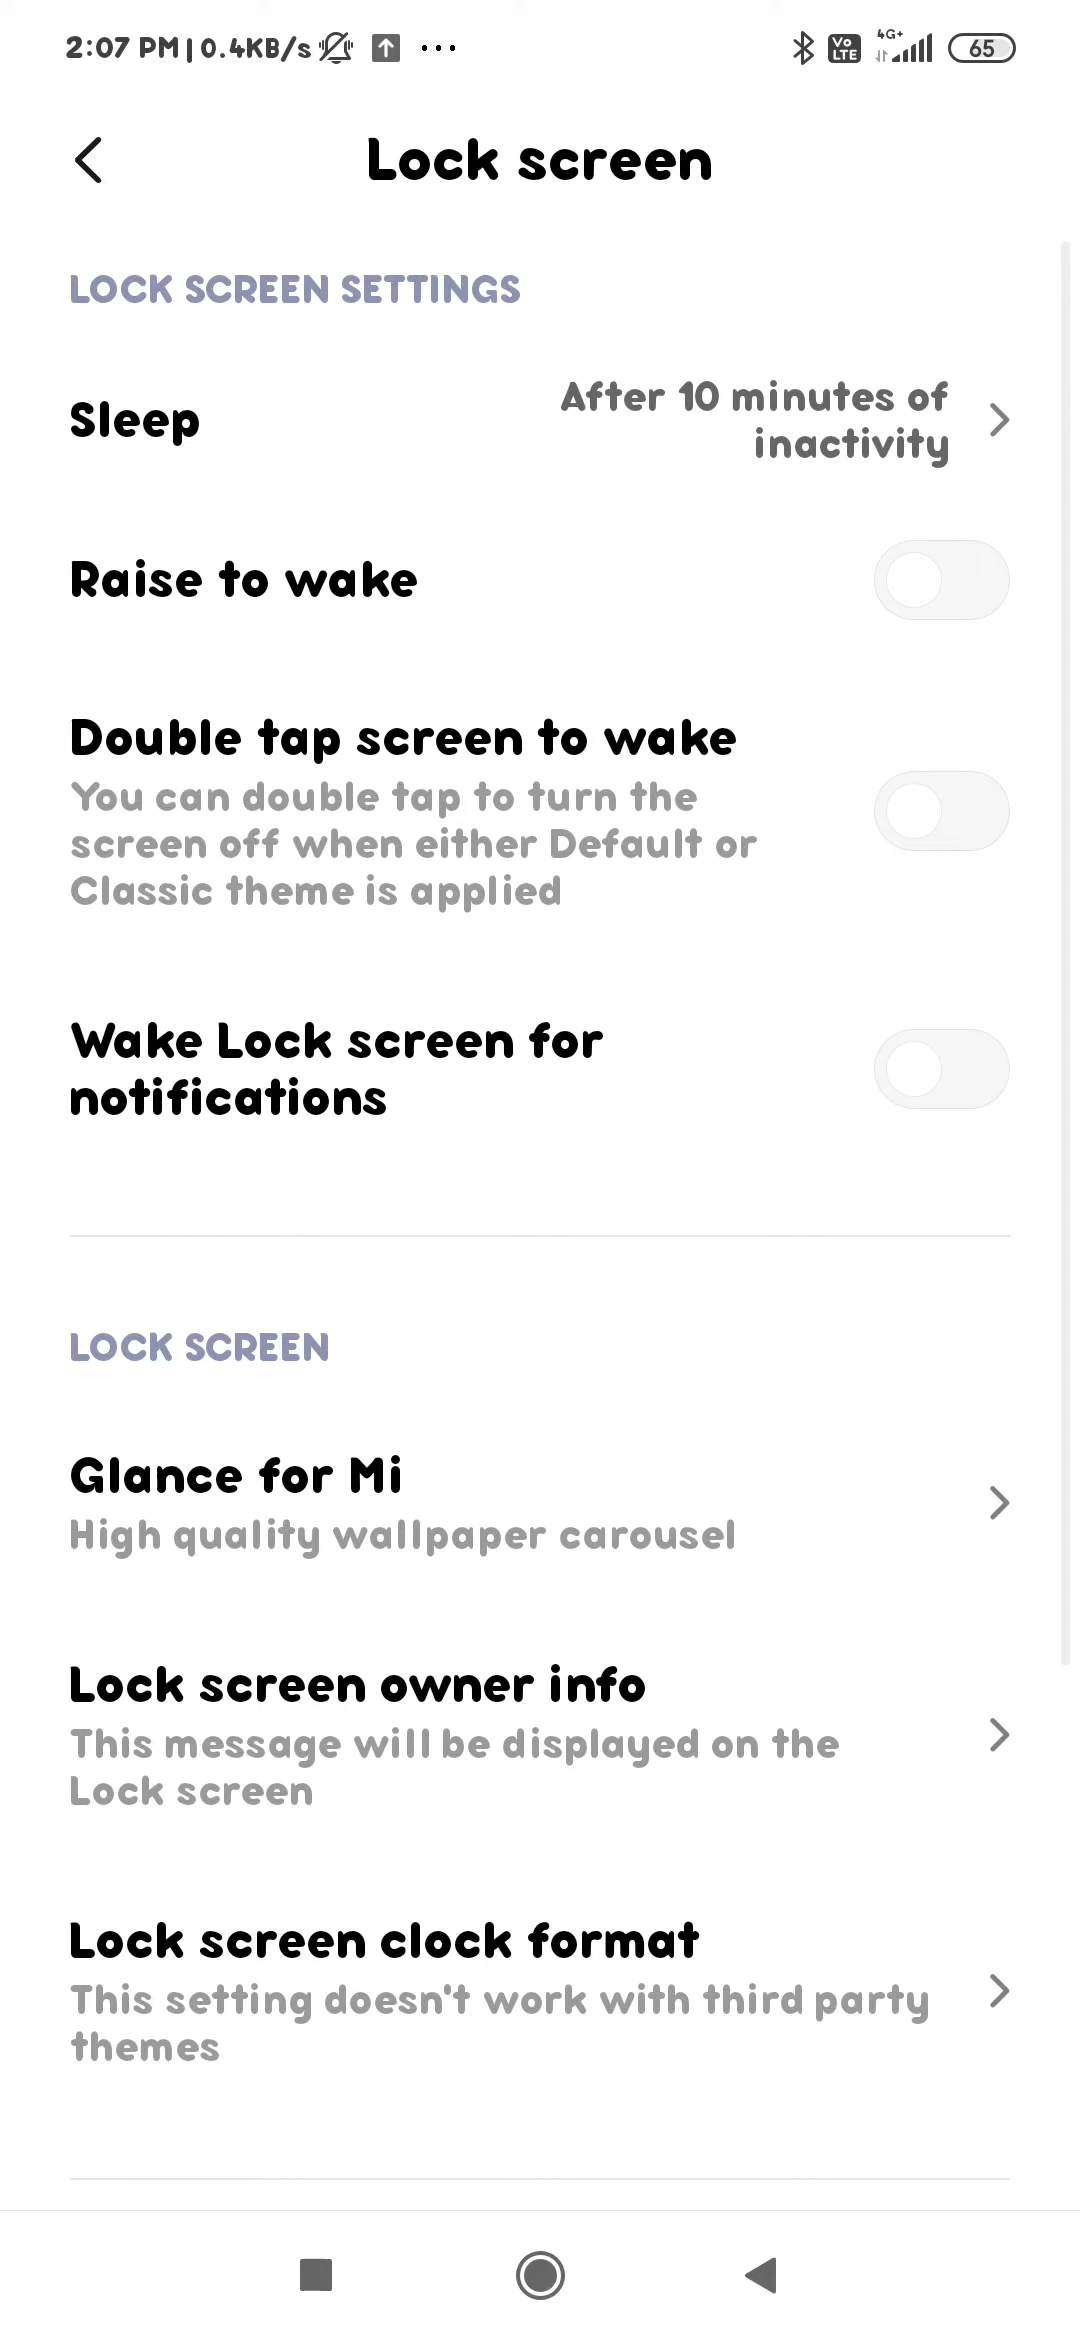 2:07 PM | 0.4KB/s ... Vo LTE 4G+ 65
Lock screen
LOCK SCREEN SETTINGS
Sleep
After 10 minutes of
inactivity
Raise to wake
Double tap screen to wake
You can double tap to turn the
screen off when either Default or
Classic theme is applied
Wake Lock screen for
notifications
LOCK SCREEN
Glance for Mi
High quality wallpaper carousel
Lock screen owner info
This message will be displayed on the
Lock screen
Lock screen clock format
This setting doesn't work with third party
themes